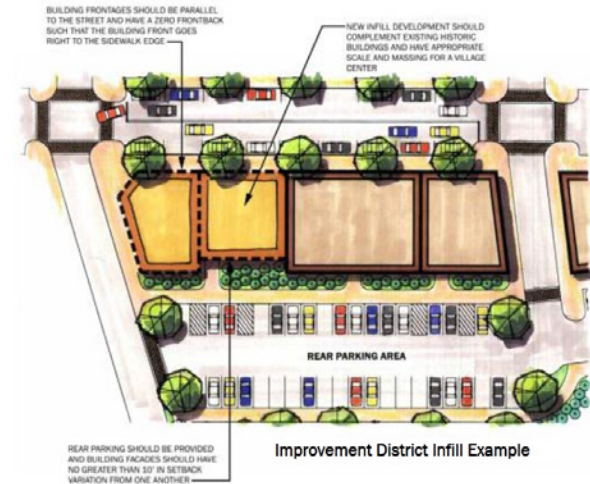 BUILDING FRONTAGES SHOULD BE PARALLEL
TO THE STREET AND HAVE A ZERO FRONTBACK
SUCH THAT THE BUILDING FRONT GOES
RIGHT TO THE SIDEWALK EDGE
NEW INFILL DEVELOPMENT SHOULD
COMPLEMENT EXISTING HISTORIC
BUILDINGS AND HAVE APPROPRIATE
SCALE AND MASSING FOR A VILLAGE
CENTER
REAR PARKING AREA
REAR PARKING SHOULD BE PROVIDED
AND BUILDING FACADES SHOULD HAVE
NO GREATER THAN 10' IN SETBACK
VARIATION FROM ONE ANOTHER
Improvement District Infill Example